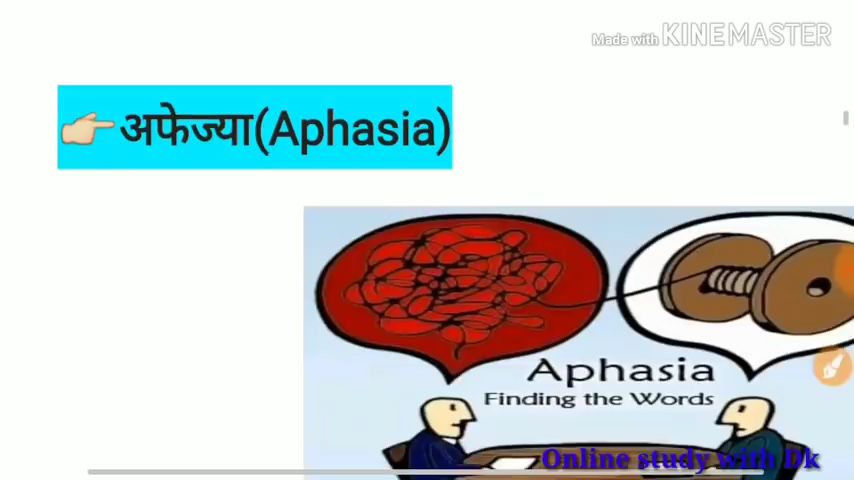 Made with KINEMASTER
👉🏼अफेज्या(Aphasia)
Aphasia
Finding the Words
Online study with Dk